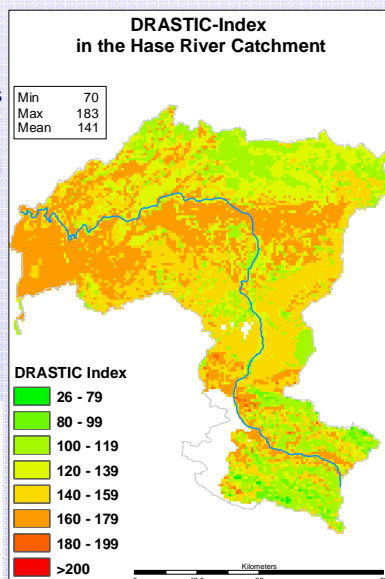 DRASTIC-Index
in the Hase River Catchment
Min 70
Max 183
Mean 141
DRASTIC Index
26 - 79
80 - 99
100 - 119
120 - 139
140 - 159
160 - 179
180 - 199
>200
Kilometers